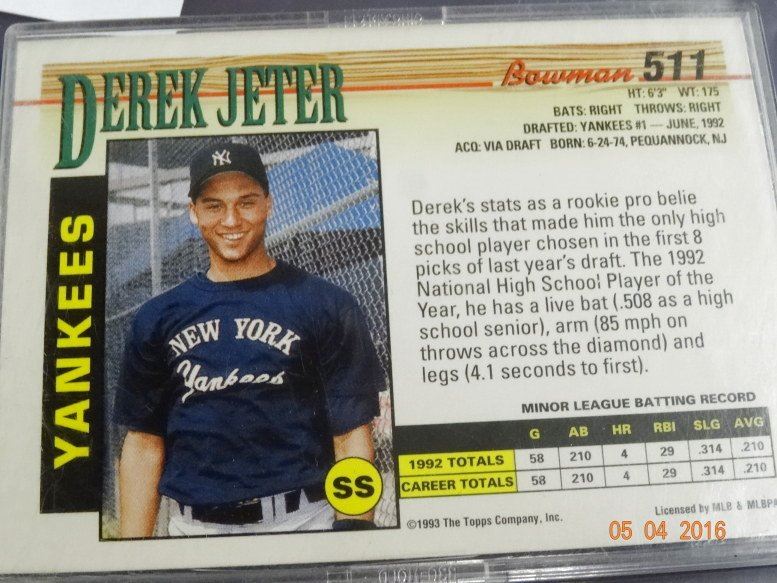 DEREK JETER
Bowman 511
HT: 6'3" WT: 175
BATS: RIGHT THROWS: RIGHT
DRAFTED: YANKEES #1 — JUNE, 1992
ACQ: VIA DRAFT BORN: 6-24-74, PEQUANNOCK, NJ
YANKEES
NY
NEW YORK
Yankees
SS
Derek's stats as a rookie pro belie
the skills that made him the only high
school player chosen in the first 8
picks of last year's draft. The 1992
National High School Player of the
Year, he has a live bat (.508 as a high
school senior), arm (85 mph on
throws across the diamond) and
legs (4.1 seconds to first).
MINOR LEAGUE BATTING RECORD
G AB HR RBI SLG AVG
1992 TOTALS 58 210 4 29 .314 .210
CAREER TOTALS 58 210 4 29 .314 .210
©1993 The Topps Company, Inc.
Licensed by MLB & MLBPA
05 04 2016